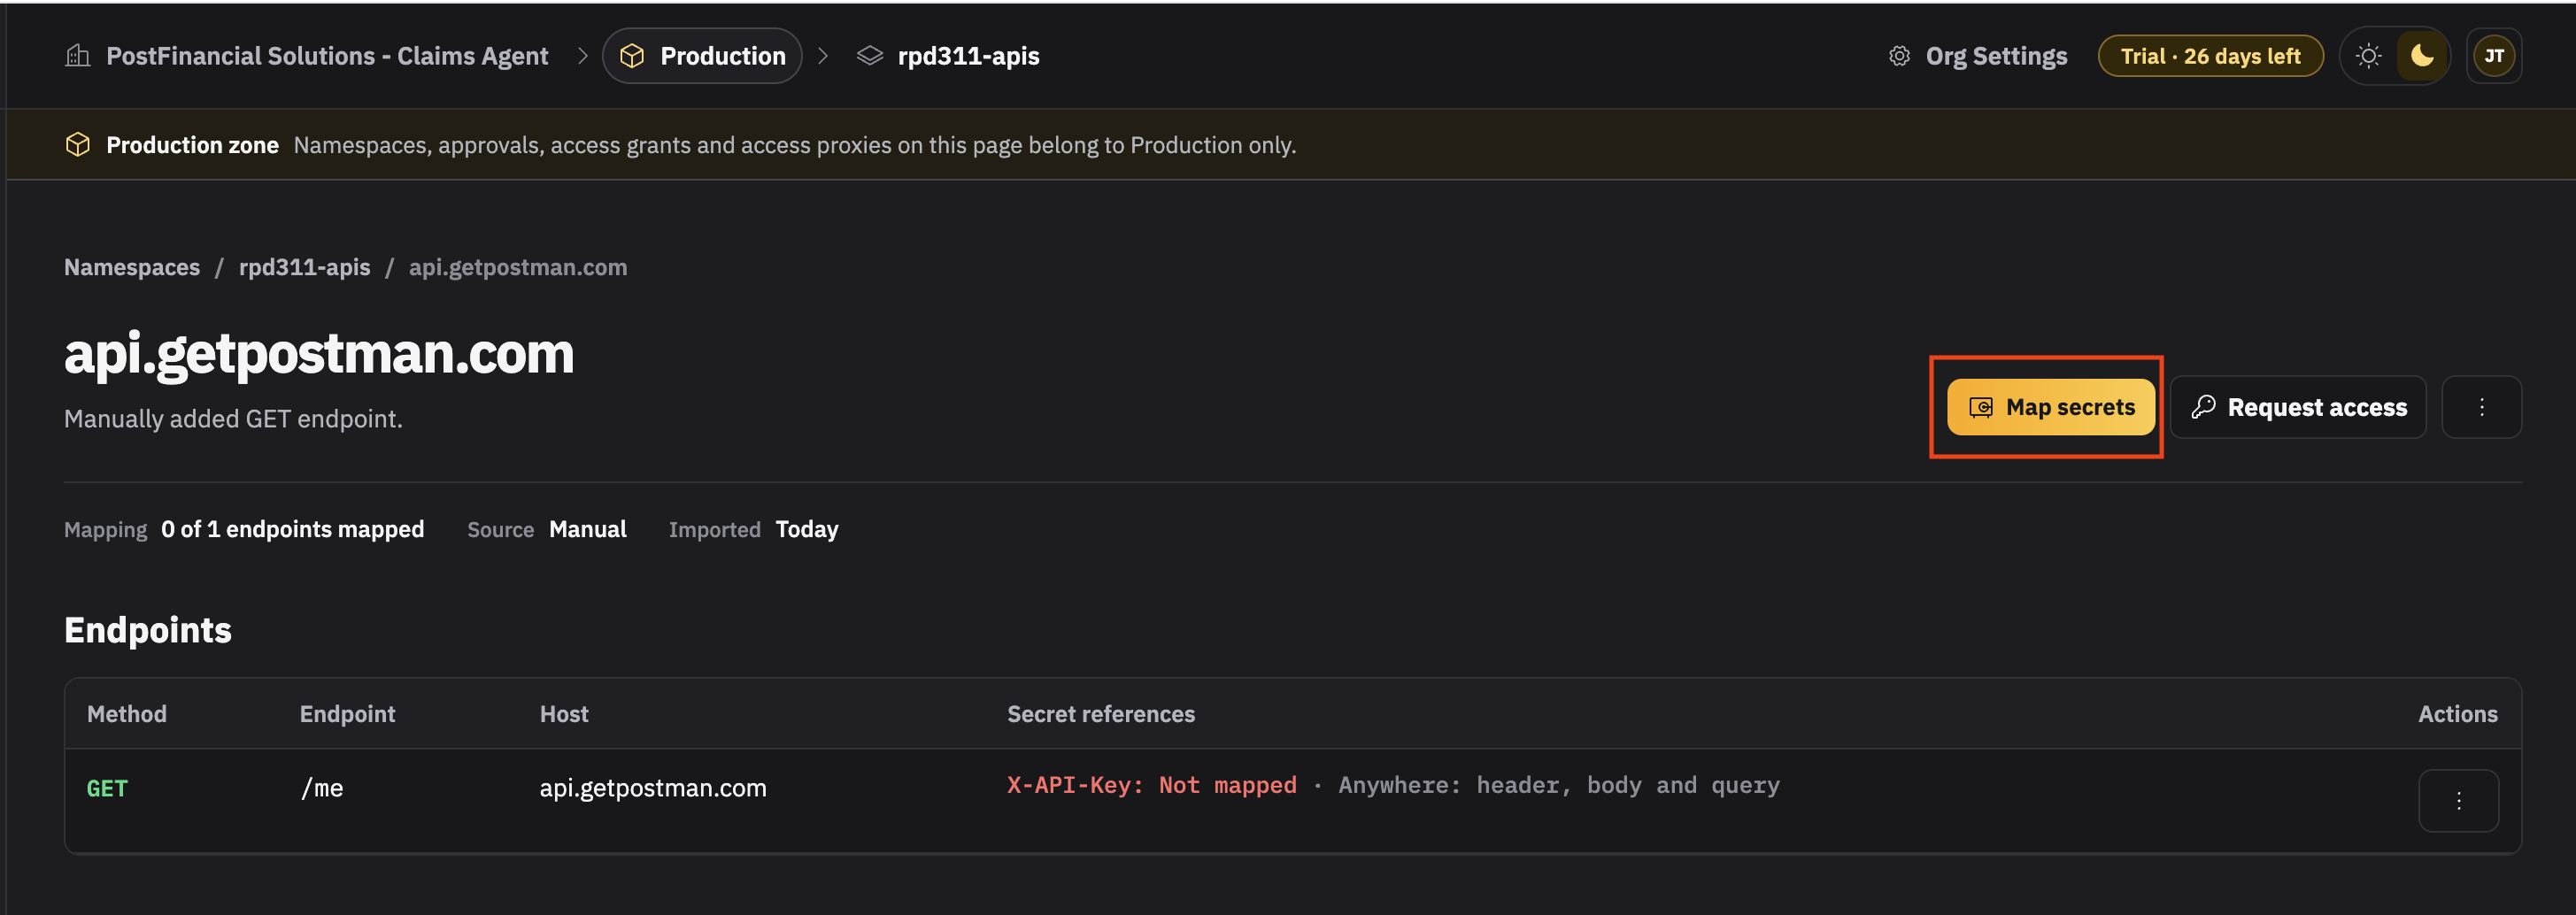 PostFinancial Solutions - Claims Agent > Production > rpd311-apis Org Settings Trial · 26 days left JT
Production zone Namespaces, approvals, access grants and access proxies on this page belong to Production only.
Namespaces / rpd311-apis / api.getpostman.com
api.getpostman.com
Manually added GET endpoint.
Map secrets Request access
Mapping 0 of 1 endpoints mapped Source Manual Imported Today
Endpoints
Method Endpoint Host Secret references Actions
GET /me api.getpostman.com X-API-Key: Not mapped · Anywhere: header, body and query